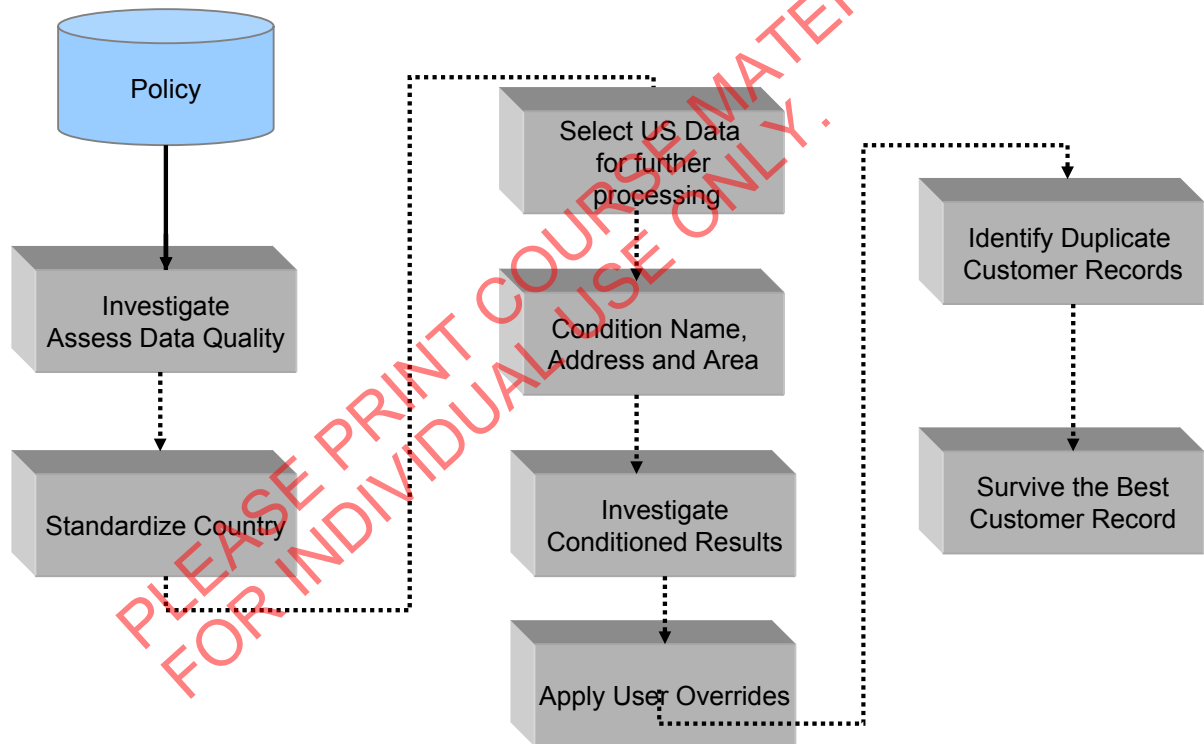 Policy
Investigate
Assess Data Quality
Standardize Country
Select US Data
for further
processing
Condition Name,
Address and Area
Investigate
Conditioned Results
Apply User Overrides
Identify Duplicate
Customer Records
Survive the Best
Customer Record
PLEASE PRINT COURSE MATER
FOR INDIVIDUAL USE ONLY.